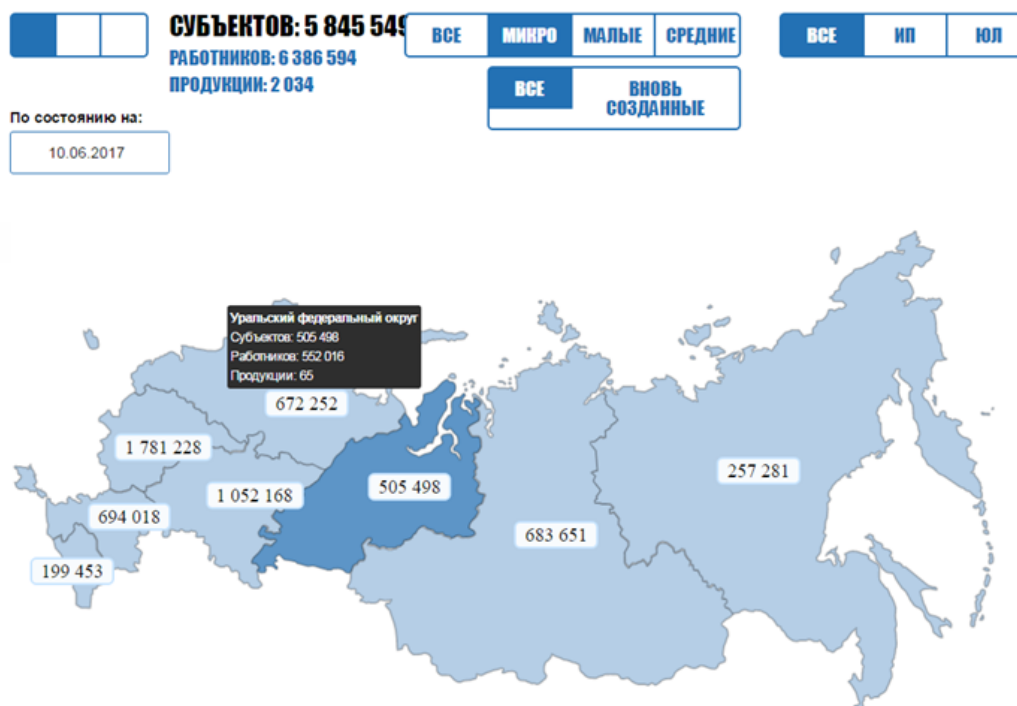 СУБЪЕКТОВ: 5 845 549
РАБОТНИКОВ: 6 386 594
ПРОДУКЦИИ: 2 034
ВСЕ МИКРО МАЛЫЕ СРЕДНИЕ
ВСЕ ИП ЮЛ
ВСЕ ВНОВЬ
СОЗДАННЫЕ
По состоянию на:
10.06.2017
Уральский федеральный округ
Субъектов: 505 498
Работников: 552 016
Продукции: 65
672 252
1 781 228
505 498
257 281
1 052 168
694 018
683 651
199 453